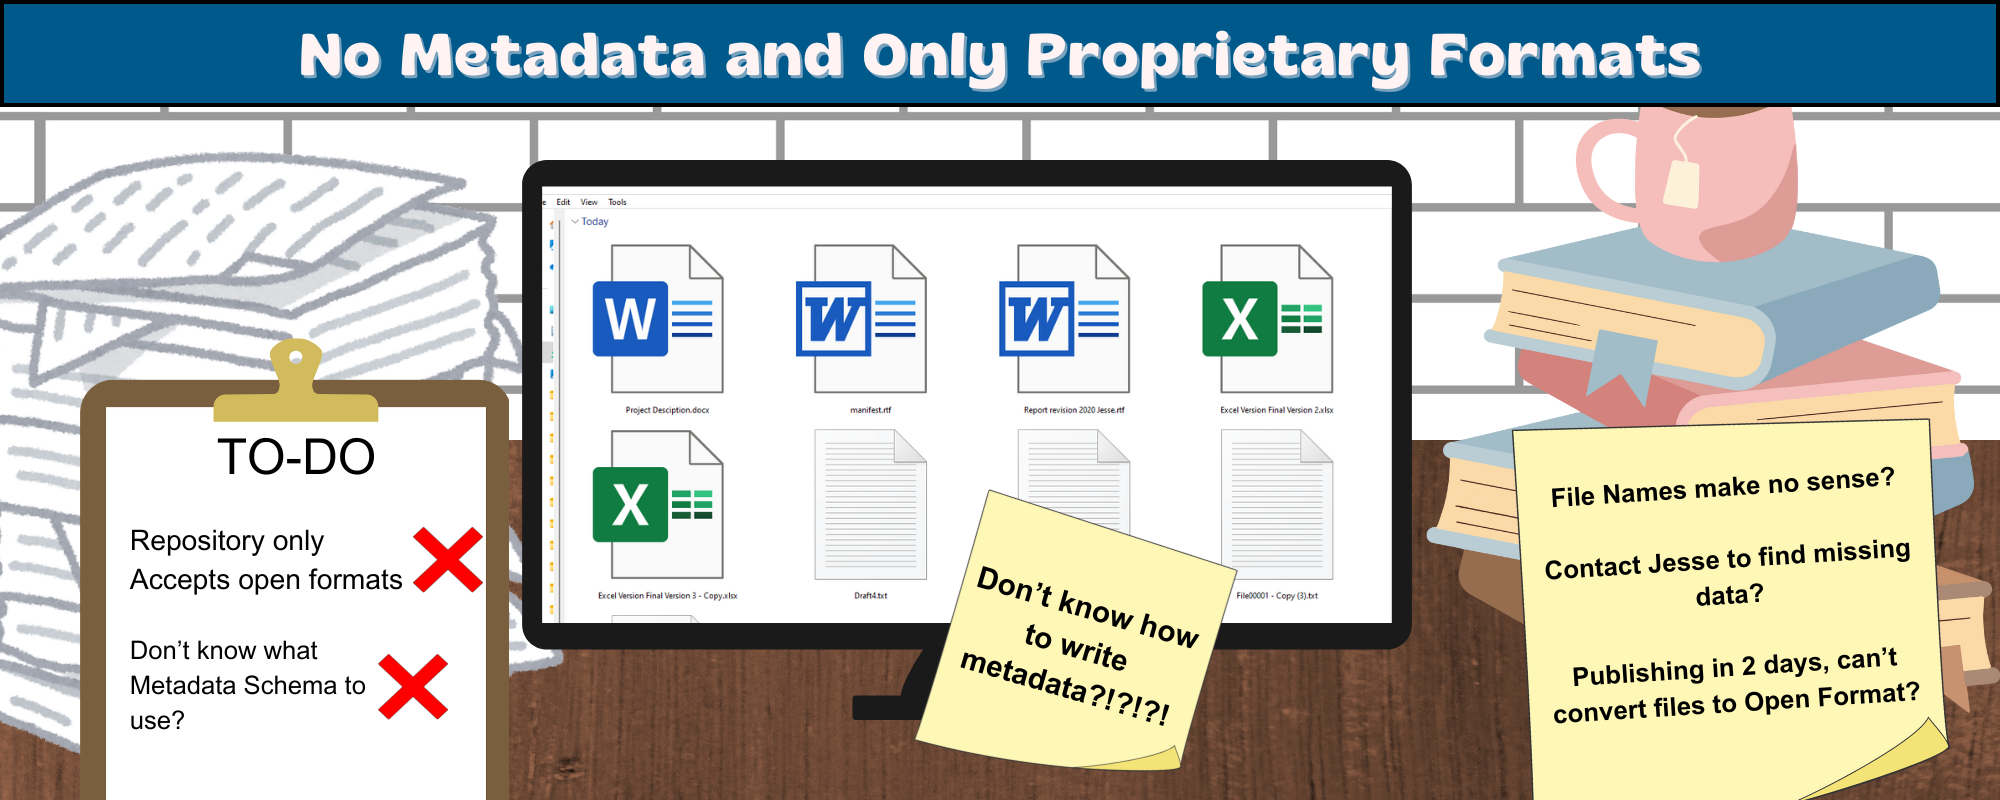 No Metadata and Only Proprietary Formats
e Edit View Tools
Today
W W W X
Project Desciption.docx
manifest.rtf
Report revision 2020 Jesse.rtf
Excel Version Final Version 2.xlsx
X
Excel Version Final Version 3 - Copy.xlsx
Draft4.txt
File00001 - Copy (3).txt
TO-DO
Repository only
Accepts open formats
Don’t know what
Metadata Schema to
use?
Don’t know how
to write
metadata?!?!?!
File Names make no sense?
Contact Jesse to find missing
data?
Publishing in 2 days, can’t
convert files to Open Format?